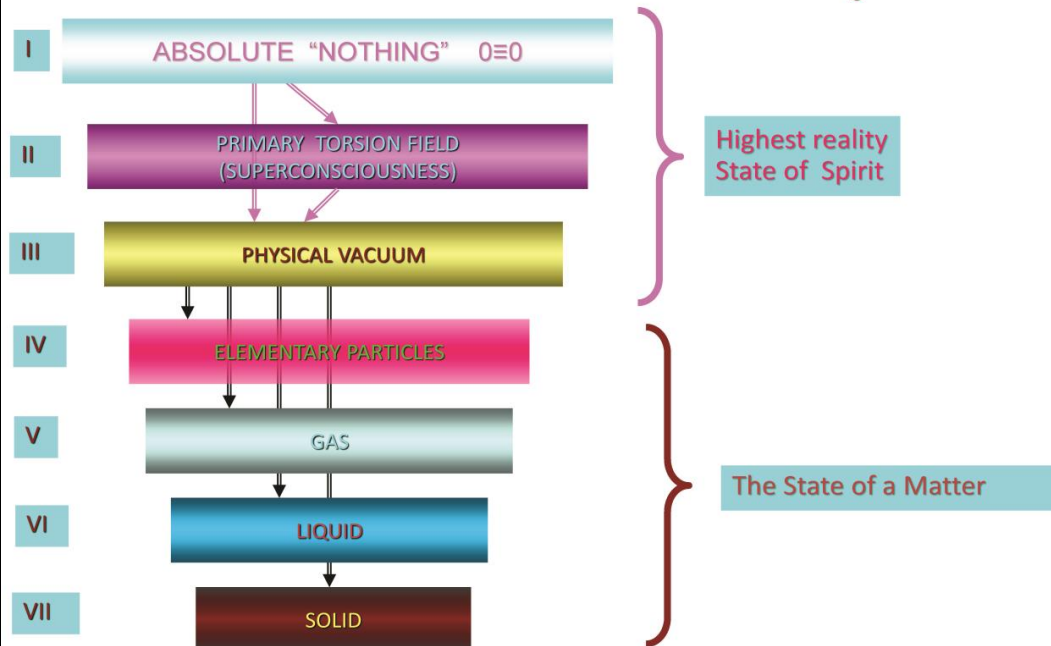 I
ABSOLUTE “NOTHING” 0≡0
II
PRIMARY TORSION FIELD
(SUPERCONSCIOUSNESS)
Highest reality
State of Spirit
III
PHYSICAL VACUUM
IV
ELEMENTARY PARTICLES
V
GAS
The State of a Matter
VI
LIQUID
VII
SOLID